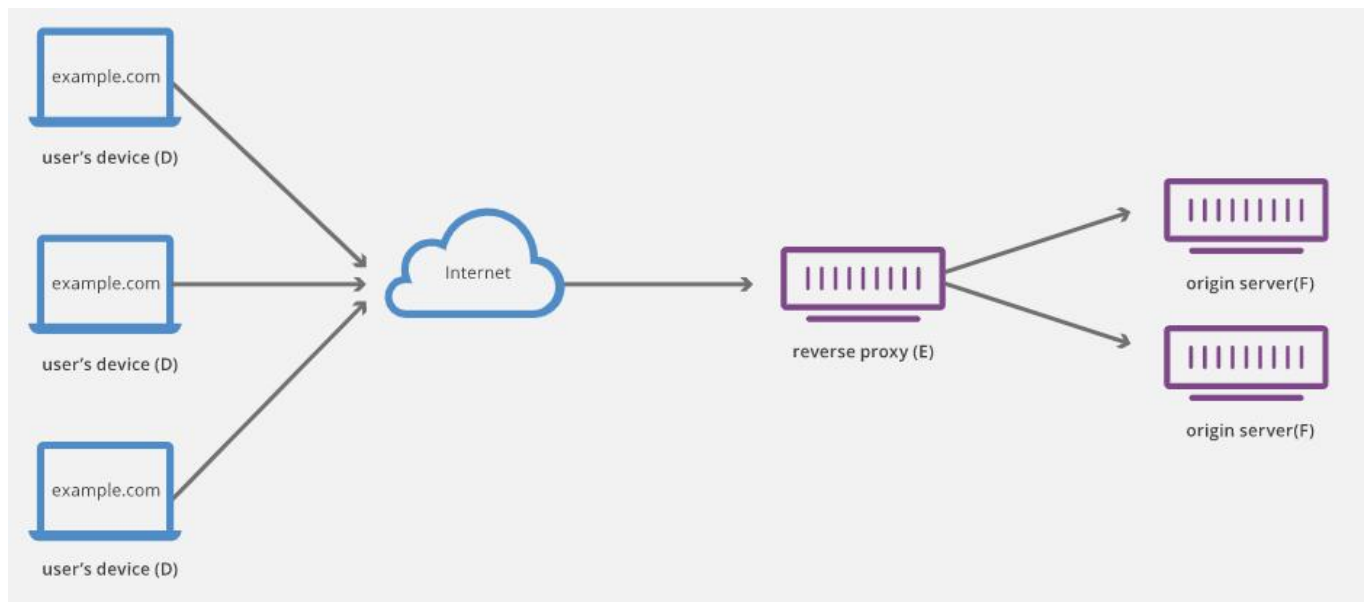 example.com
user's device (D)
example.com
user's device (D)
example.com
user's device (D)
Internet
reverse proxy (E)
origin server(F)
origin server(F)